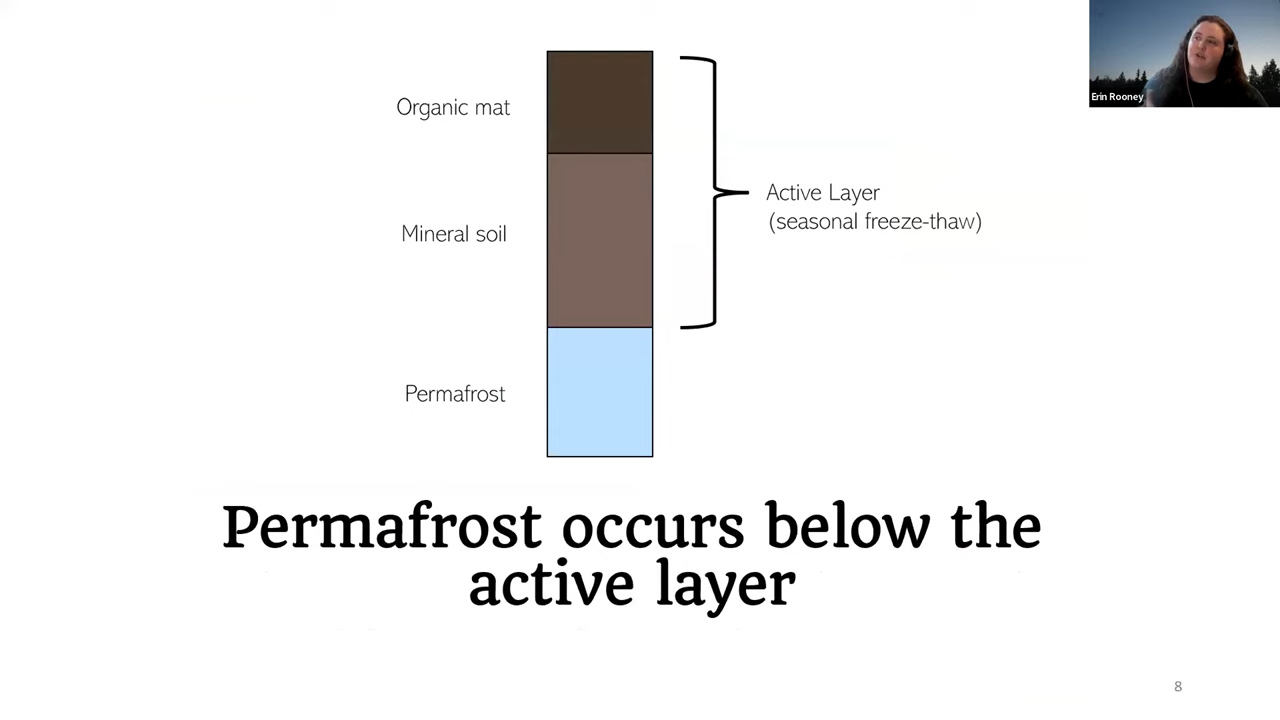 Organic mat
Mineral soil
Permafrost
Active Layer
(seasonal freeze-thaw)
Permafrost occurs below the
active layer
Erin Rooney
8